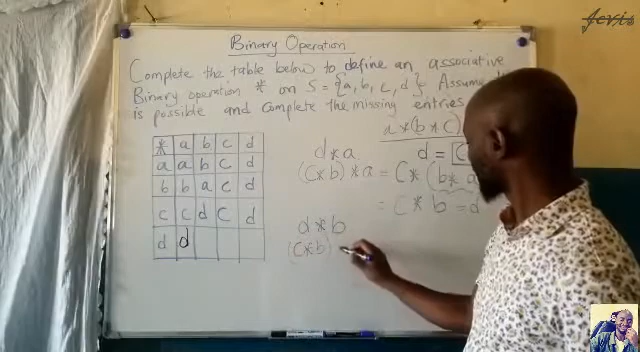 Jovis
Binary Operation
Complete the table below to define an associative
Binary operation * on S = {a, b, c, d}. Assume
is possible and complete the missing entries
* a b c d
a a b c d
b b a c d
c c d c d
d d
a * (b * c)
d * a
d = c
(c * b) * a = c * (b * a
= c * b = d
d * b
(c * b)